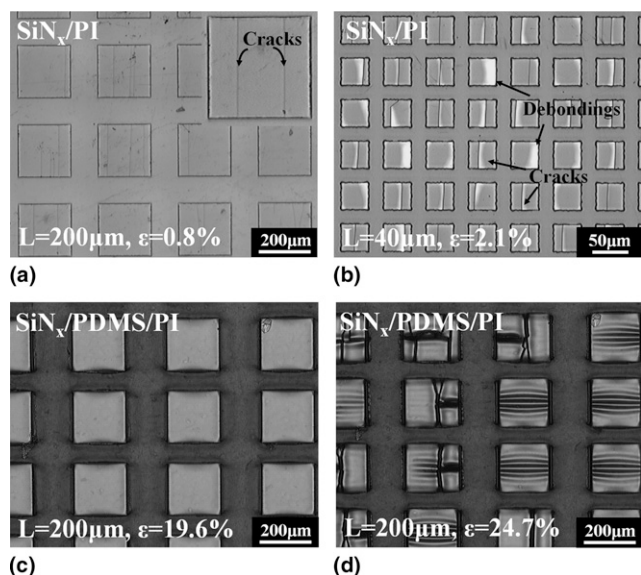 SiNₓ/PI
Cracks
L=200μm, ε=0.8%
200μm
(a)
SiNₓ/PI
Debondings
Cracks
L=40μm, ε=2.1%
50μm
(b)
SiNₓ/PDMS/PI
L=200μm, ε=19.6%
200μm
(c)
SiNₓ/PDMS/PI
L=200μm, ε=24.7%
200μm
(d)